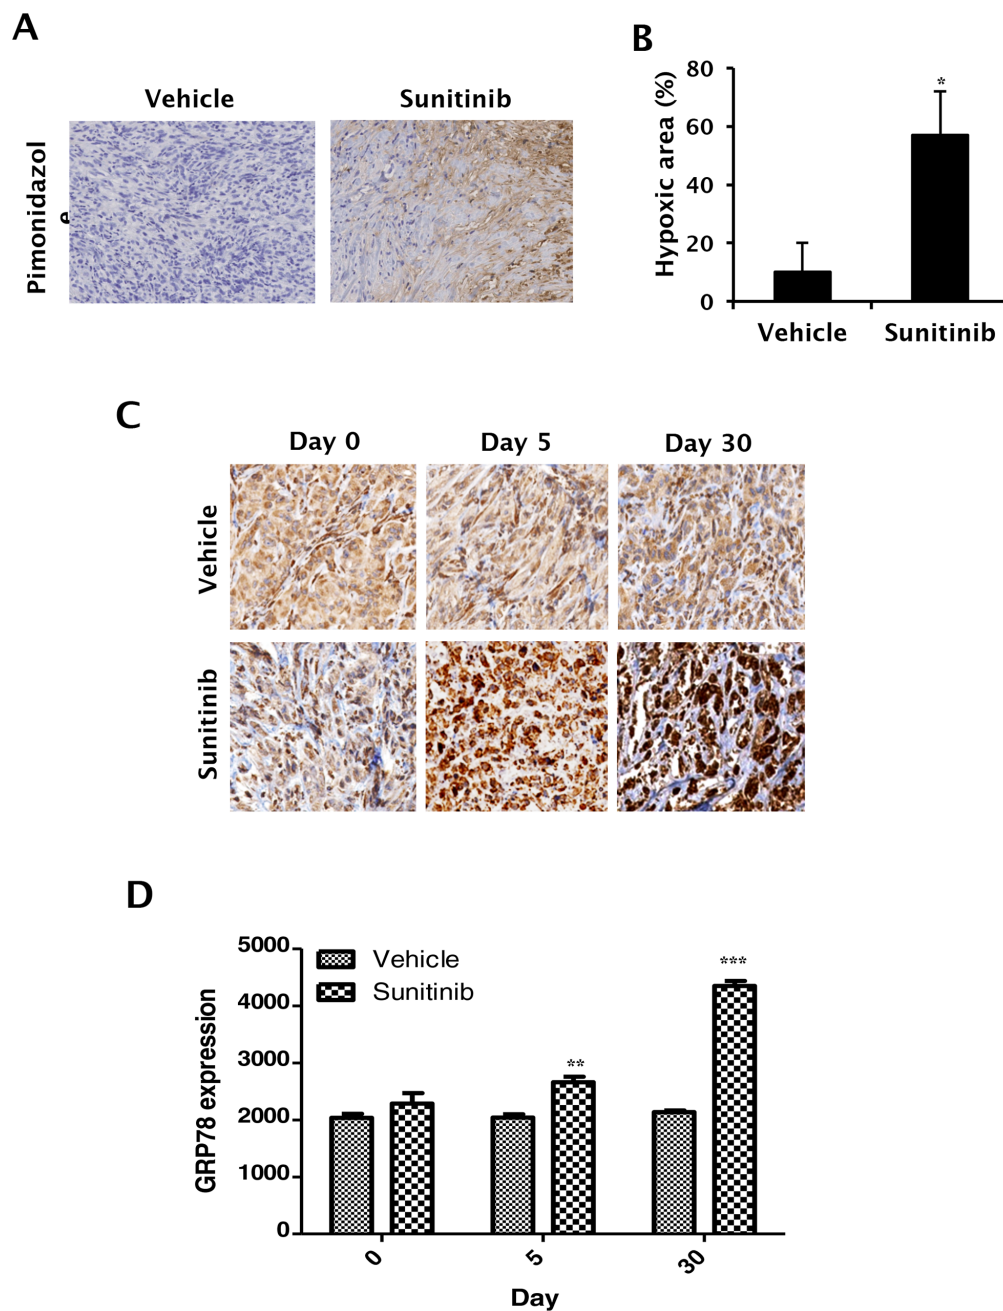 A
Vehicle
Sunitinib
Pimonidazol
e
B
Hypoxic area (%)
80
60
40
20
0
*
Vehicle
Sunitinib
C
Day 0
Day 5
Day 30
Vehicle
Sunitinib
D
GRP78 expression
5000
4000
3000
2000
1000
0
Vehicle
Sunitinib
**
***
0
5
30
Day